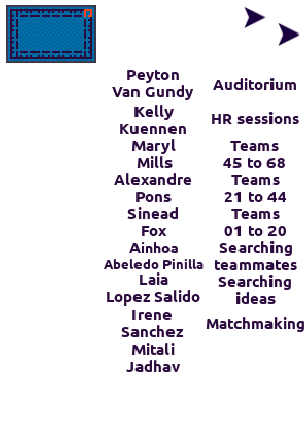 Peyton
Van Gundy
Kelly
Kuennen
Maryl
Mills
Alexandre
Pons
Sinead
Fox
Ainhoa
Abeledo Pinilla
Laia
Lopez Salido
Irene
Sanchez
Mitali
Jadhav
Auditorium
HR sessions
Teams
45 to 68
Teams
21 to 44
Teams
01 to 20
Searching
teammates
Searching
ideas
Matchmaking